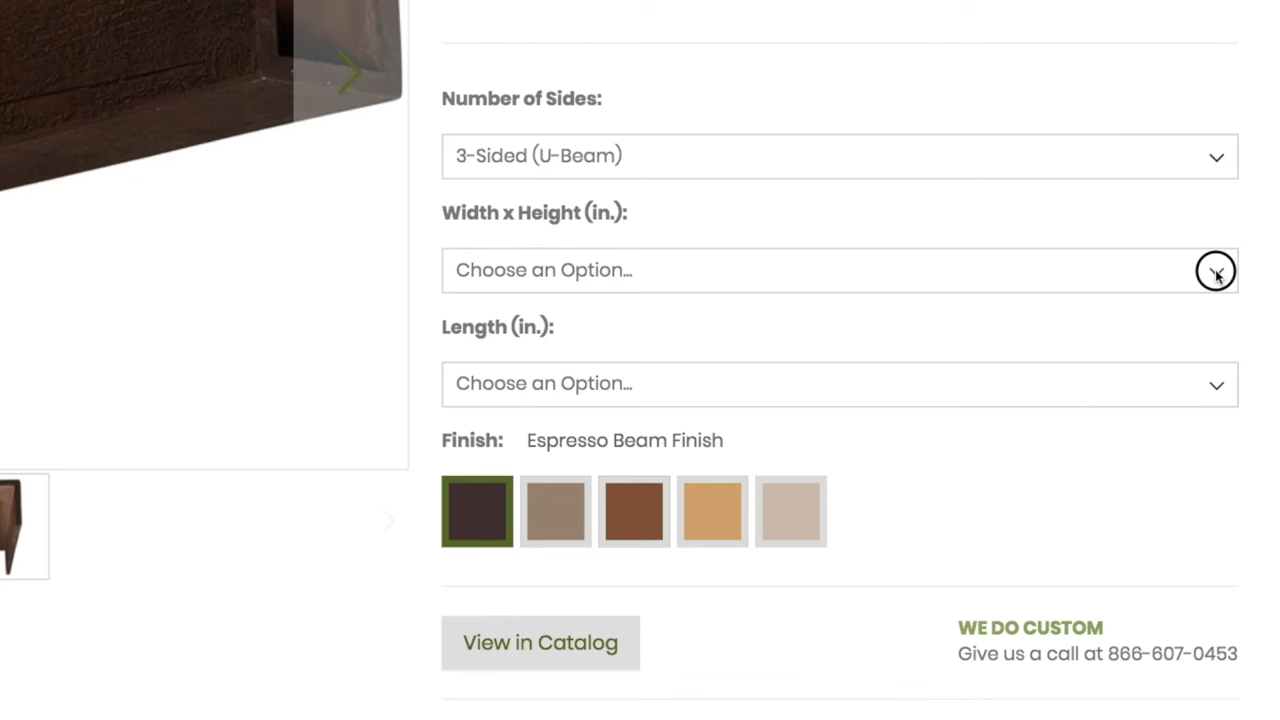 Number of Sides:
3-Sided (U-Beam)
Width x Height (in.):
Choose an Option...
Length (in.):
Choose an Option...
Finish: Espresso Beam Finish
View in Catalog
WE DO CUSTOM
Give us a call at 866-607-0453